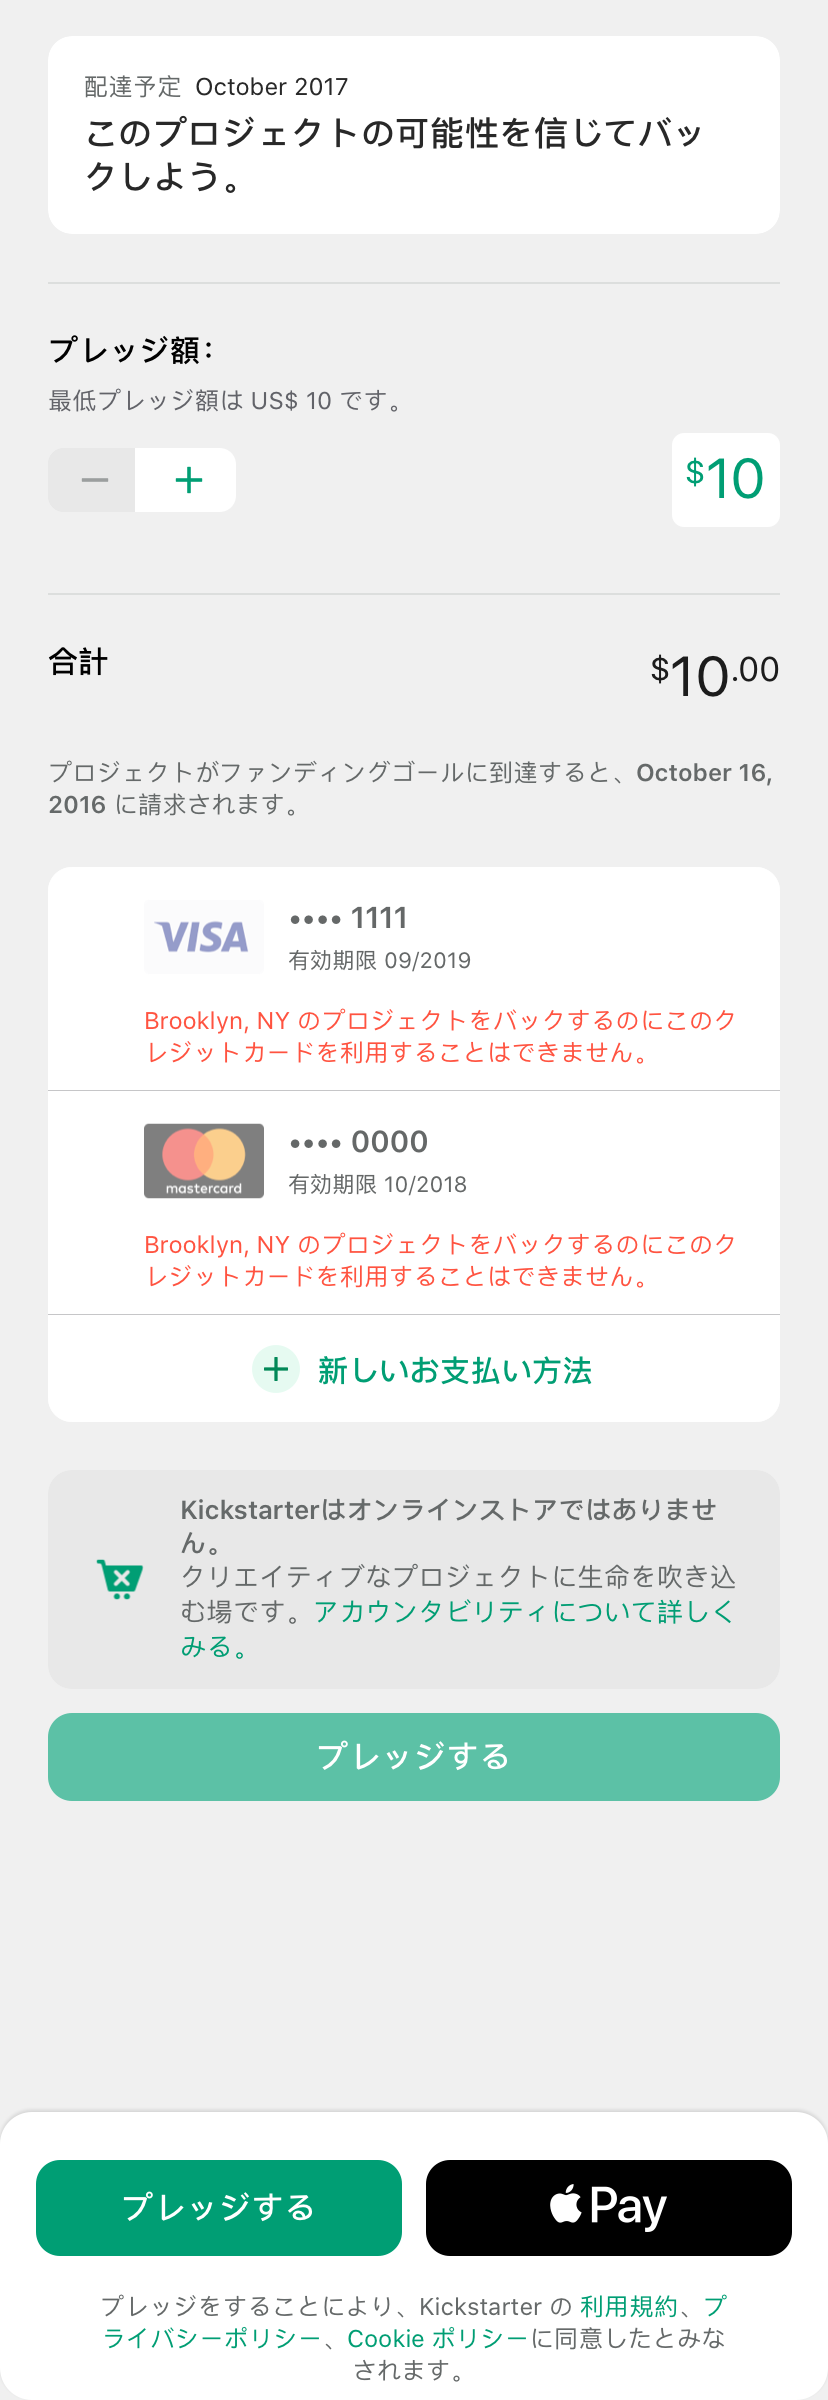 配達予定 October 2017
このプロジェクトの可能性を信じてバッ
クしよう。
プレッジ額：
最低プレッジ額は US$ 10 です。
$10
合計
$10.00
プロジェクトがファンディングゴールに到達すると、October 16,
2016 に請求されます。
VISA
•••• 1111
有効期限 09/2019
Brooklyn, NY のプロジェクトをバックするのにこのク
レジットカードを利用することはできません。
mastercard
•••• 0000
有効期限 10/2018
Brooklyn, NY のプロジェクトをバックするのにこのク
レジットカードを利用することはできません。
新しいお支払い方法
Kickstarterはオンラインストアではありませ
ん。
クリエイティブなプロジェクトに生命を吹き込
む場です。アカウンタビリティについて詳しく
みる。
プレッジする
プレッジする
Pay
プレッジをすることにより、Kickstarter の 利用規約、プ
ライバシーポリシー、Cookie ポリシーに同意したとみな
されます。